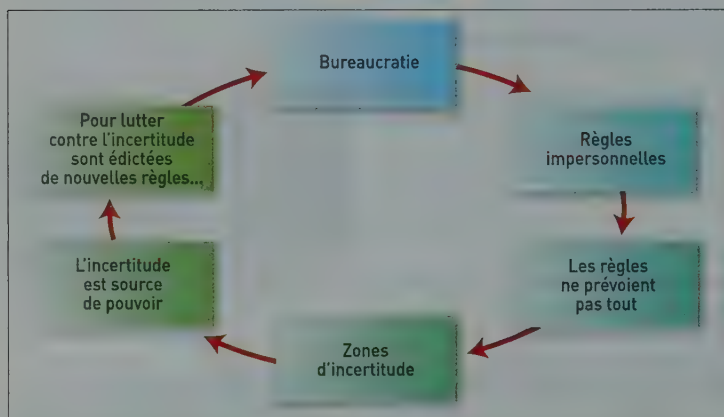 Bureaucratie
Règles
impersonnelles
Les règles
ne prévoient
pas tout
Zones
d'incertitude
L'incertitude
est source
de pouvoir
Pour lutter
contre l'incertitude
sont édictées
de nouvelles règles...